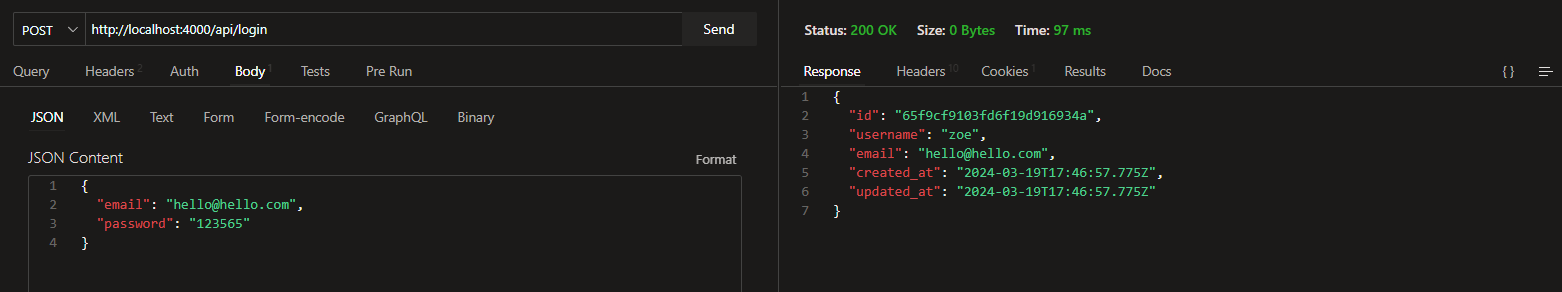 POST http://localhost:4000/api/login Send
Query Headers 2 Auth Body 1 Tests Pre Run
JSON XML Text Form Form-encode GraphQL Binary
JSON Content Format
1 {
2 "email": "hello@hello.com",
3 "password": "123565"
4 }
Status: 200 OK Size: 0 Bytes Time: 97 ms
Response Headers 10 Cookies 1 Results Docs {}
1 {
2 "id": "65f9cf9103fd6f19d916934a",
3 "username": "zoe",
4 "email": "hello@hello.com",
5 "created_at": "2024-03-19T17:46:57.775Z",
6 "updated_at": "2024-03-19T17:46:57.775Z"
7 }